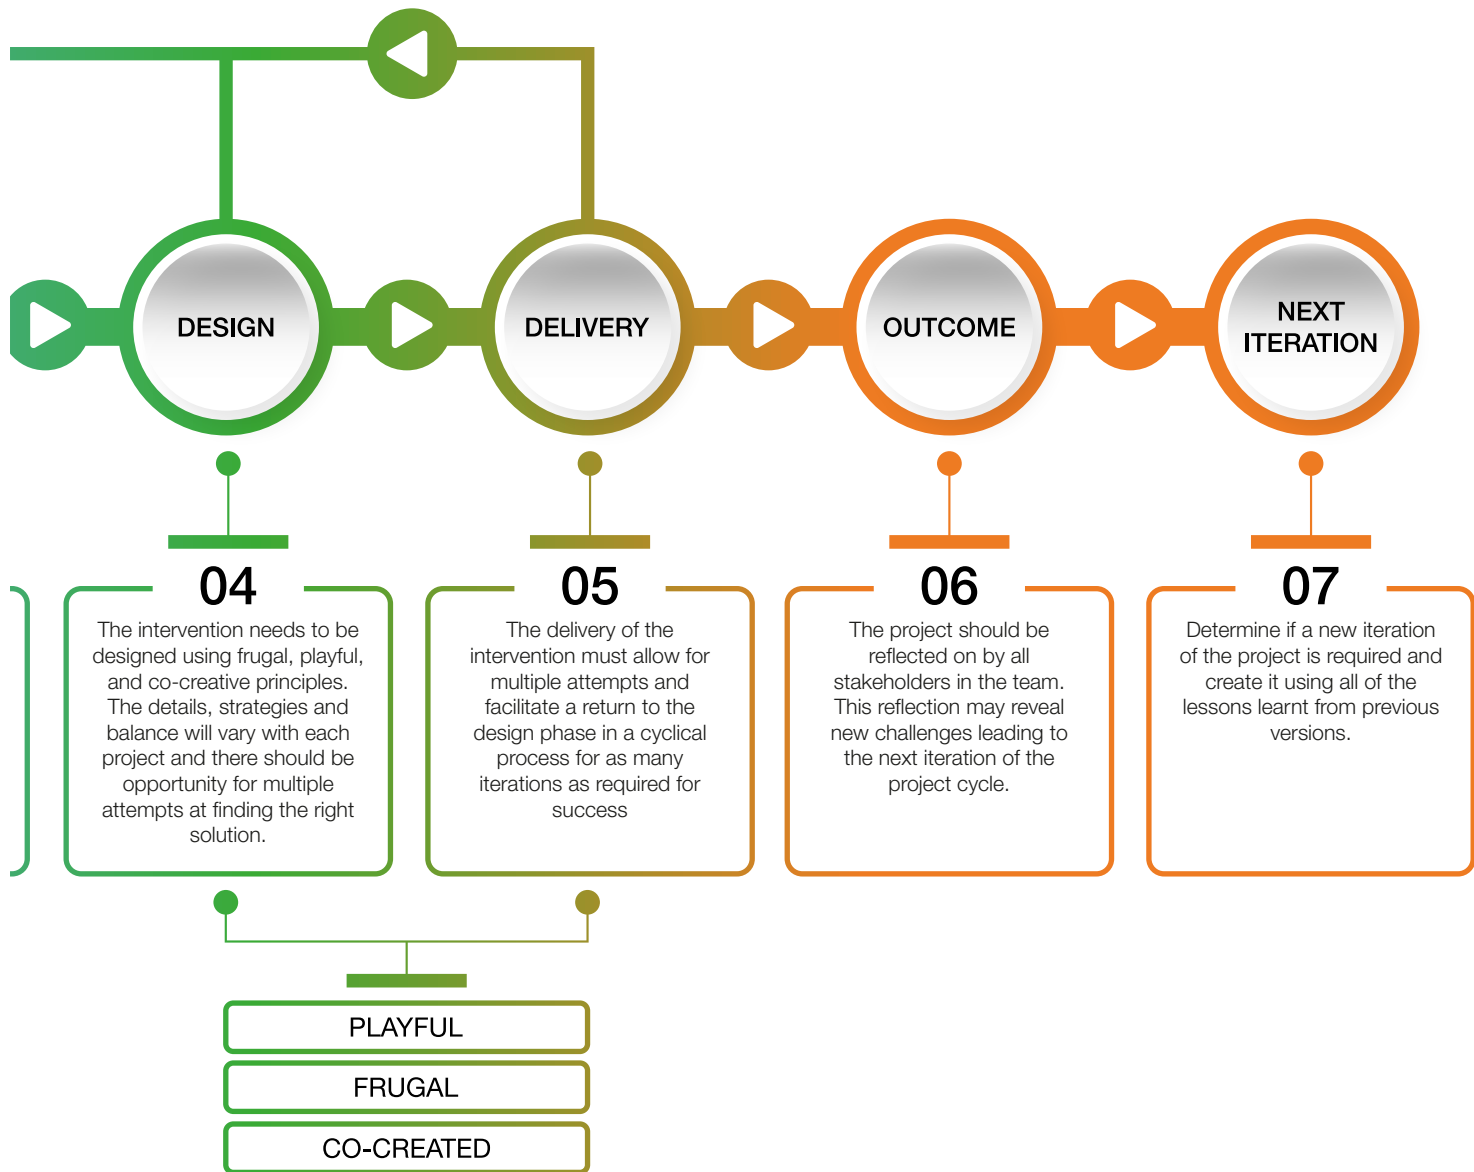 DESIGN
DELIVERY
OUTCOME
NEXT
ITERATION
04
The intervention needs to be
designed using frugal, playful,
and co-creative principles.
The details, strategies and
balance will vary with each
project and there should be
opportunity for multiple
attempts at finding the right
solution.
05
The delivery of the
intervention must allow for
multiple attempts and
facilitate a return to the
design phase in a cyclical
process for as many
iterations as required for
success
06
The project should be
reflected on by all
stakeholders in the team.
This reflection may reveal
new challenges leading to
the next iteration of the
project cycle.
07
Determine if a new iteration
of the project is required and
create it using all of the
lessons learnt from previous
versions.
PLAYFUL
FRUGAL
CO-CREATED